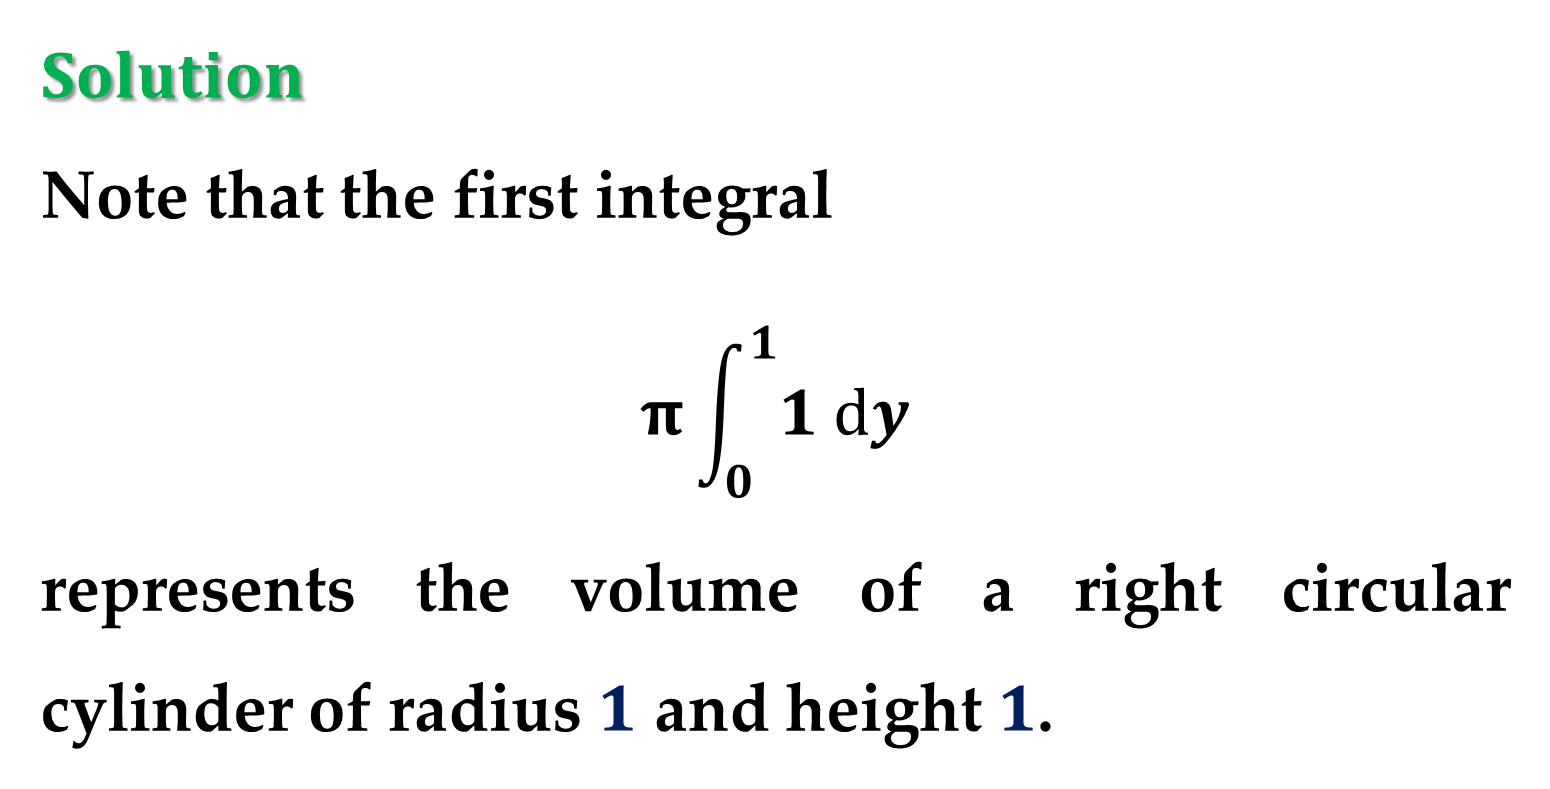 Solution
Note that the first integral
π∫₀¹ 1 dy
represents the volume of a right circular
cylinder of radius 1 and height 1.